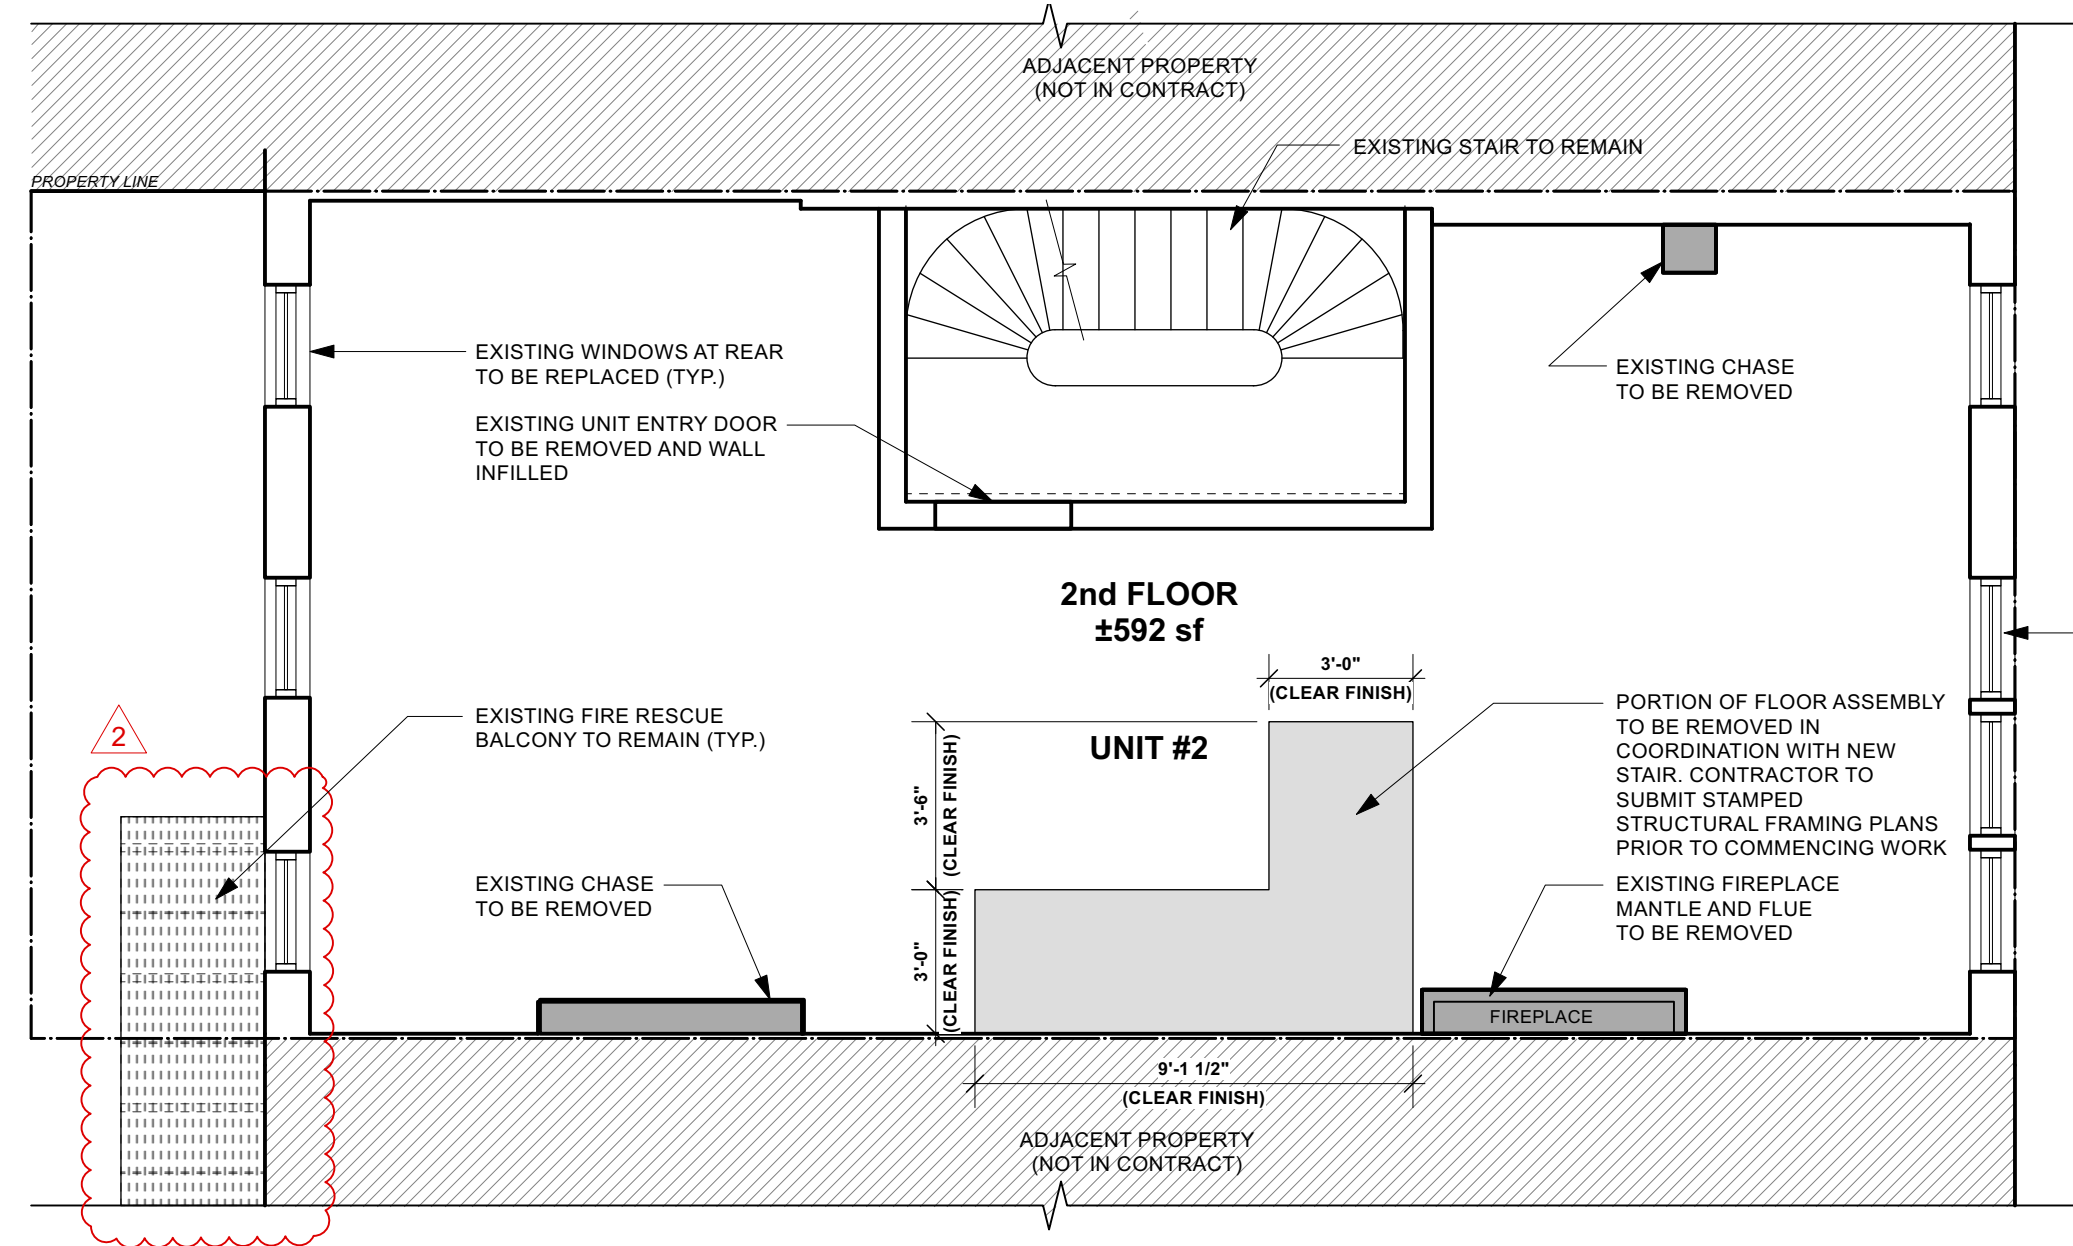 ADJACENT PROPERTY
(NOT IN CONTRACT)
EXISTING STAIR TO REMAIN
PROPERTY LINE
EXISTING WINDOWS AT REAR
TO BE REPLACED (TYP.)
EXISTING CHASE
TO BE REMOVED
EXISTING UNIT ENTRY DOOR
TO BE REMOVED AND WALL
INFILLED
2nd FLOOR
±592 sf
3'-0"
(CLEAR FINISH)
2
EXISTING FIRE RESCUE
BALCONY TO REMAIN (TYP.)
UNIT #2
3'-6"
(CLEAR FINISH)
PORTION OF FLOOR ASSEMBLY
TO BE REMOVED IN
COORDINATION WITH NEW
STAIR. CONTRACTOR TO
SUBMIT STAMPED
STRUCTURAL FRAMING PLANS
PRIOR TO COMMENCING WORK
EXISTING CHASE
TO BE REMOVED
3'-0"
(CLEAR FINISH)
EXISTING FIREPLACE
MANTLE AND FLUE
TO BE REMOVED
FIREPLACE
9'-1 1/2"
(CLEAR FINISH)
ADJACENT PROPERTY
(NOT IN CONTRACT)